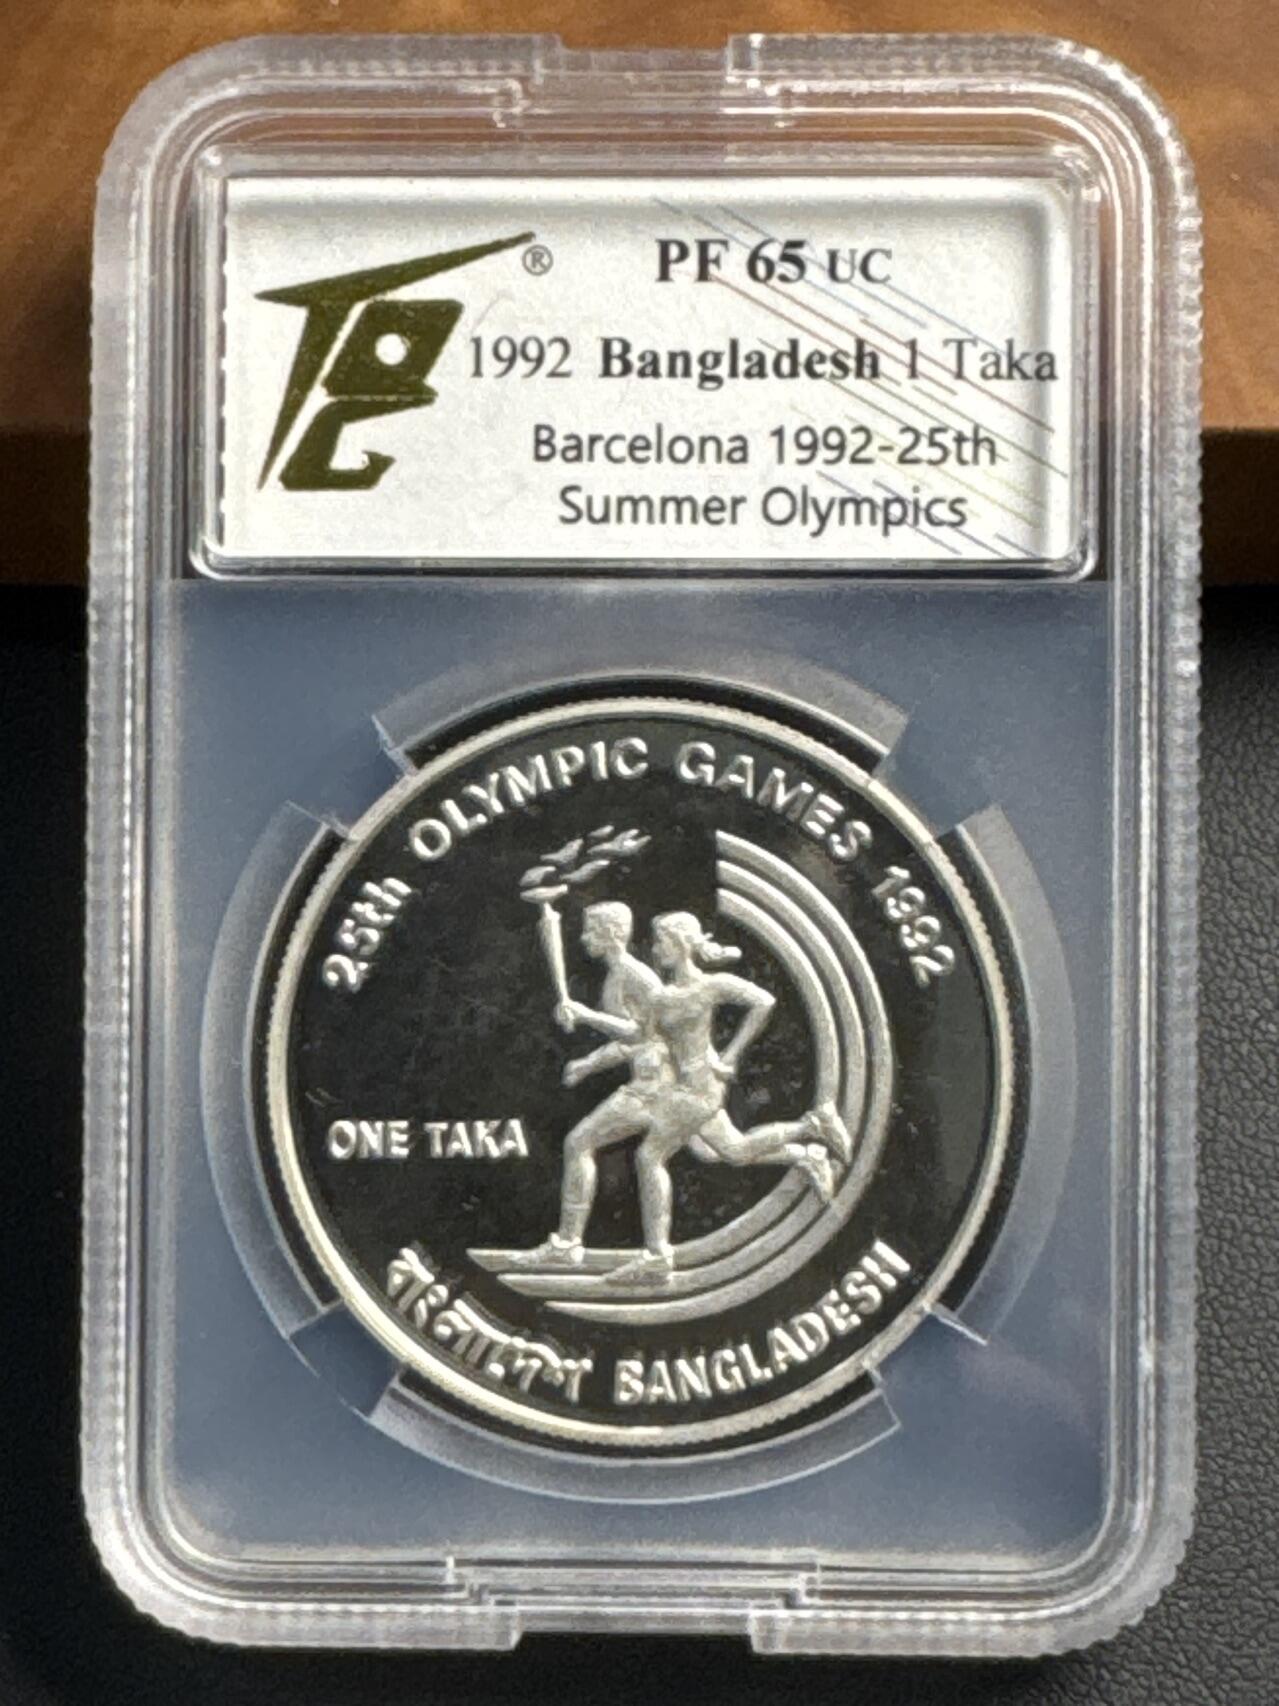 ®
PF 65 UC
1992 Bangladesh 1 Taka
Barcelona 1992-25th
Summer Olympics
25th OLYMPIC GAMES 1992
ONE TAKA
বাংলাদেশ BANGLADESH